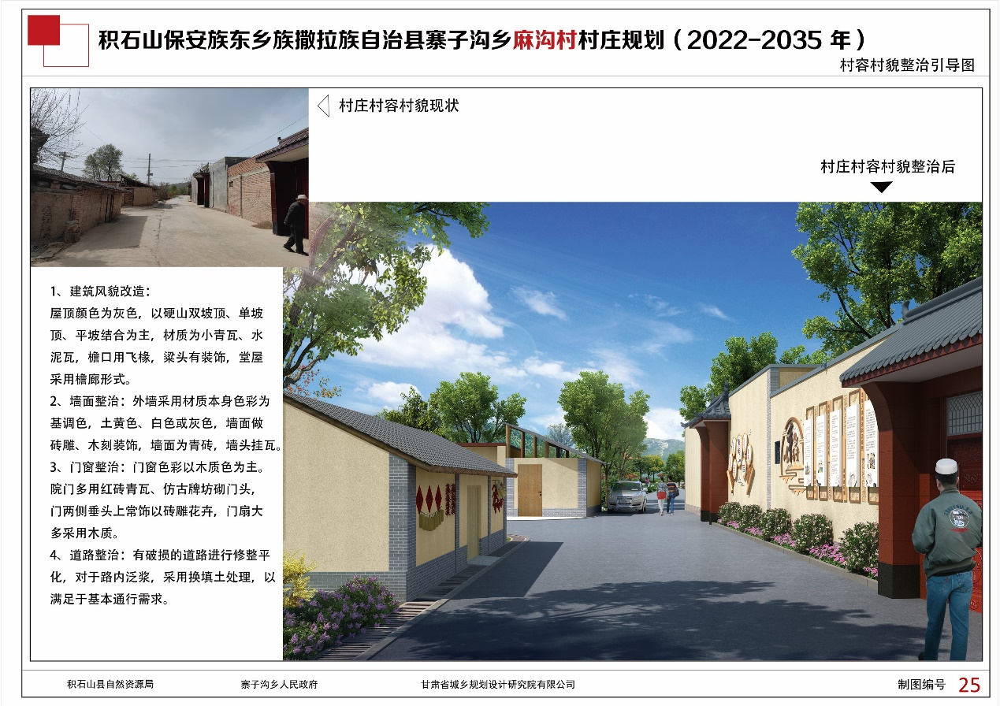 积石山保安族东乡族撒拉族自治县寨子沟乡麻沟村村庄规划（2022-2035 年）
村容村貌整治引导图
村庄村容村貌现状
村庄村容村貌整治后
1、建筑风貌改造：
屋顶颜色为灰色，以硬山双坡顶、单坡
顶、平坡结合为主，材质为小青瓦、水
泥瓦，檐口用飞椽，梁头有装饰，堂屋
采用檐廊形式。
2、墙面整治：外墙采用材质本身色彩为
基调色，土黄色、白色或灰色，墙面做
砖雕、木刻装饰，墙面为青砖，墙头挂瓦。
3、门窗整治：门窗色彩以木质色为主。
院门多用红砖青瓦、仿古牌坊砌门头，
门两侧垂头上常饰以砖雕花卉，门扇大
多采用木质。
4、道路整治：有破损的道路进行修整平
化，对于路内泛浆，采用换填土处理，以
满足于基本通行需求。
积石山县自然资源局
寨子沟乡人民政府
甘肃省城乡规划设计研究院有限公司
制图编号 25